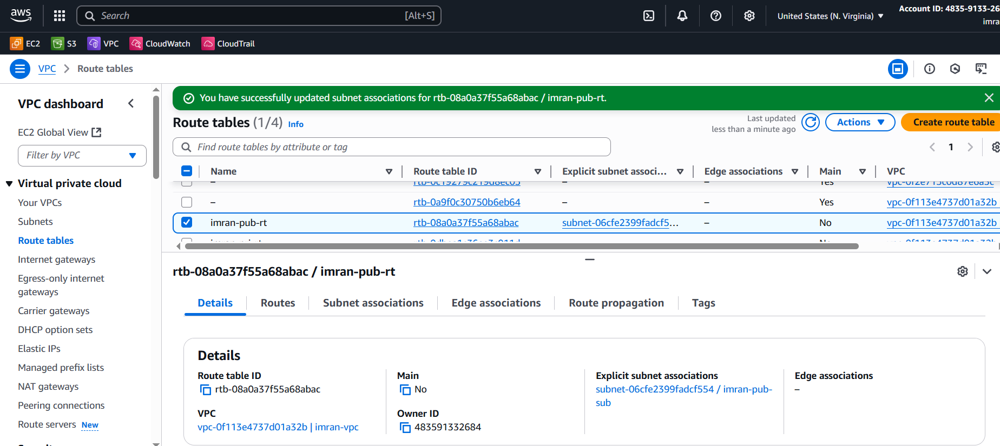 aws
Search [Alt+S]
United States (N. Virginia)
Account ID: 4835-9133-26
imra
EC2 S3 VPC CloudWatch CloudTrail
VPC Route tables
VPC dashboard
EC2 Global View
Filter by VPC
Virtual private cloud
Your VPCs
Subnets
Route tables
Internet gateways
Egress-only internet
gateways
Carrier gateways
DHCP option sets
Elastic IPs
Managed prefix lists
NAT gateways
Peering connections
Route servers New
You have successfully updated subnet associations for rtb-08a0a37f55a68abac / imran-pub-rt.
Route tables (1/4) Info
Last updated
less than a minute ago
Actions
Create route table
Find route tables by attribute or tag
1
Name Route table ID Explicit subnet associ... Edge associations Main VPC
– – – Yes
– rtb-0a9f0c30750b6eb64 – – Yes vpc-0f113e4737d01a32b
imran-pub-rt rtb-08a0a37f55a68abac subnet-06cfe2399fadcf5... – No vpc-0f113e4737d01a32b
rtb-08a0a37f55a68abac / imran-pub-rt
Details Routes Subnet associations Edge associations Route propagation Tags
Details
Route table ID
rtb-08a0a37f55a68abac
Main
No
Explicit subnet associations
subnet-06cfe2399fadcf554 / imran-pub-
sub
Edge associations
–
VPC
vpc-0f113e4737d01a32b | imran-vpc
Owner ID
483591332684